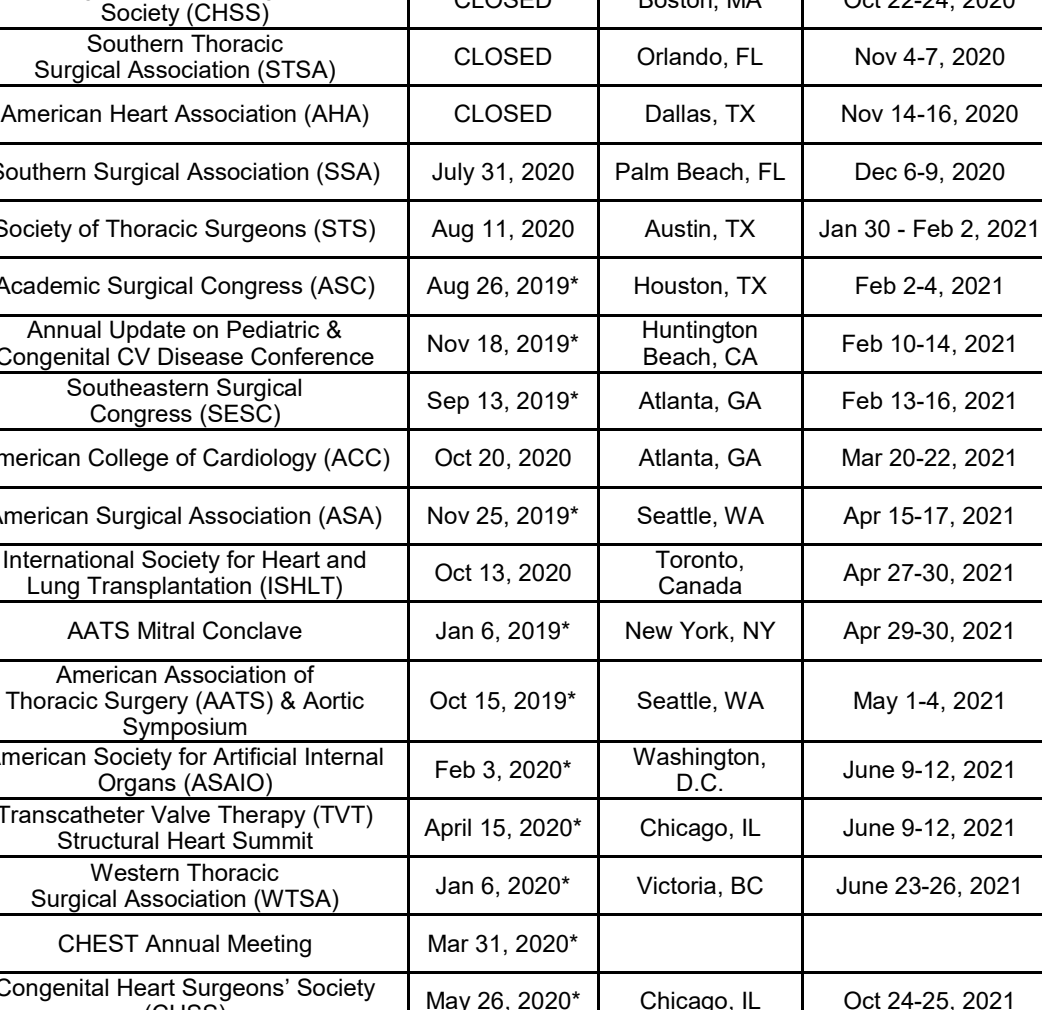 Society (CHSS)
CLOSED
Boston, MA
Oct 22-24, 2020
Southern Thoracic
Surgical Association (STSA)
CLOSED
Orlando, FL
Nov 4-7, 2020
American Heart Association (AHA)
CLOSED
Dallas, TX
Nov 14-16, 2020
Southern Surgical Association (SSA)
July 31, 2020
Palm Beach, FL
Dec 6-9, 2020
Society of Thoracic Surgeons (STS)
Aug 11, 2020
Austin, TX
Jan 30 - Feb 2, 2021
Academic Surgical Congress (ASC)
Aug 26, 2019*
Houston, TX
Feb 2-4, 2021
Annual Update on Pediatric &
Congenital CV Disease Conference
Nov 18, 2019*
Huntington
Beach, CA
Feb 10-14, 2021
Southeastern Surgical
Congress (SESC)
Sep 13, 2019*
Atlanta, GA
Feb 13-16, 2021
merican College of Cardiology (ACC)
Oct 20, 2020
Atlanta, GA
Mar 20-22, 2021
American Surgical Association (ASA)
Nov 25, 2019*
Seattle, WA
Apr 15-17, 2021
International Society for Heart and
Lung Transplantation (ISHLT)
Oct 13, 2020
Toronto,
Canada
Apr 27-30, 2021
AATS Mitral Conclave
Jan 6, 2019*
New York, NY
Apr 29-30, 2021
American Association of
Thoracic Surgery (AATS) & Aortic
Symposium
Oct 15, 2019*
Seattle, WA
May 1-4, 2021
merican Society for Artificial Internal
Organs (ASAIO)
Feb 3, 2020*
Washington,
D.C.
June 9-12, 2021
Transcatheter Valve Therapy (TVT)
Structural Heart Summit
April 15, 2020*
Chicago, IL
June 9-12, 2021
Western Thoracic
Surgical Association (WTSA)
Jan 6, 2020*
Victoria, BC
June 23-26, 2021
CHEST Annual Meeting
Mar 31, 2020*
Congenital Heart Surgeons’ Society
(CHSS)
May 26, 2020*
Chicago, IL
Oct 24-25, 2021